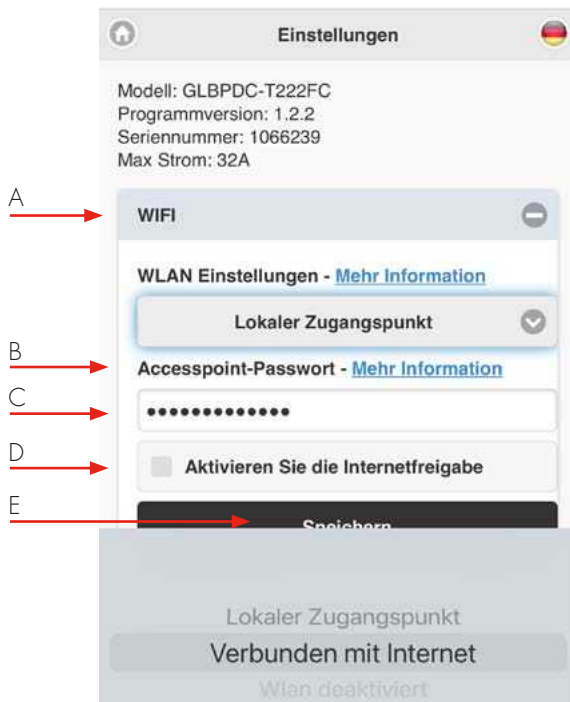 Einstellungen
Modell: GLBPDC-T222FC
Programmversion: 1.2.2
Seriennummer: 1066239
Max Strom: 32A
A
WIFI
WLAN Einstellungen - Mehr Information
Lokaler Zugangspunkt
B
Accesspoint-Passwort - Mehr Information
C
•••••••••••••
D
Aktivieren Sie die Internetfreigabe
E
Speichern
Lokaler Zugangspunkt
Verbunden mit Internet
Wlan deaktiviert